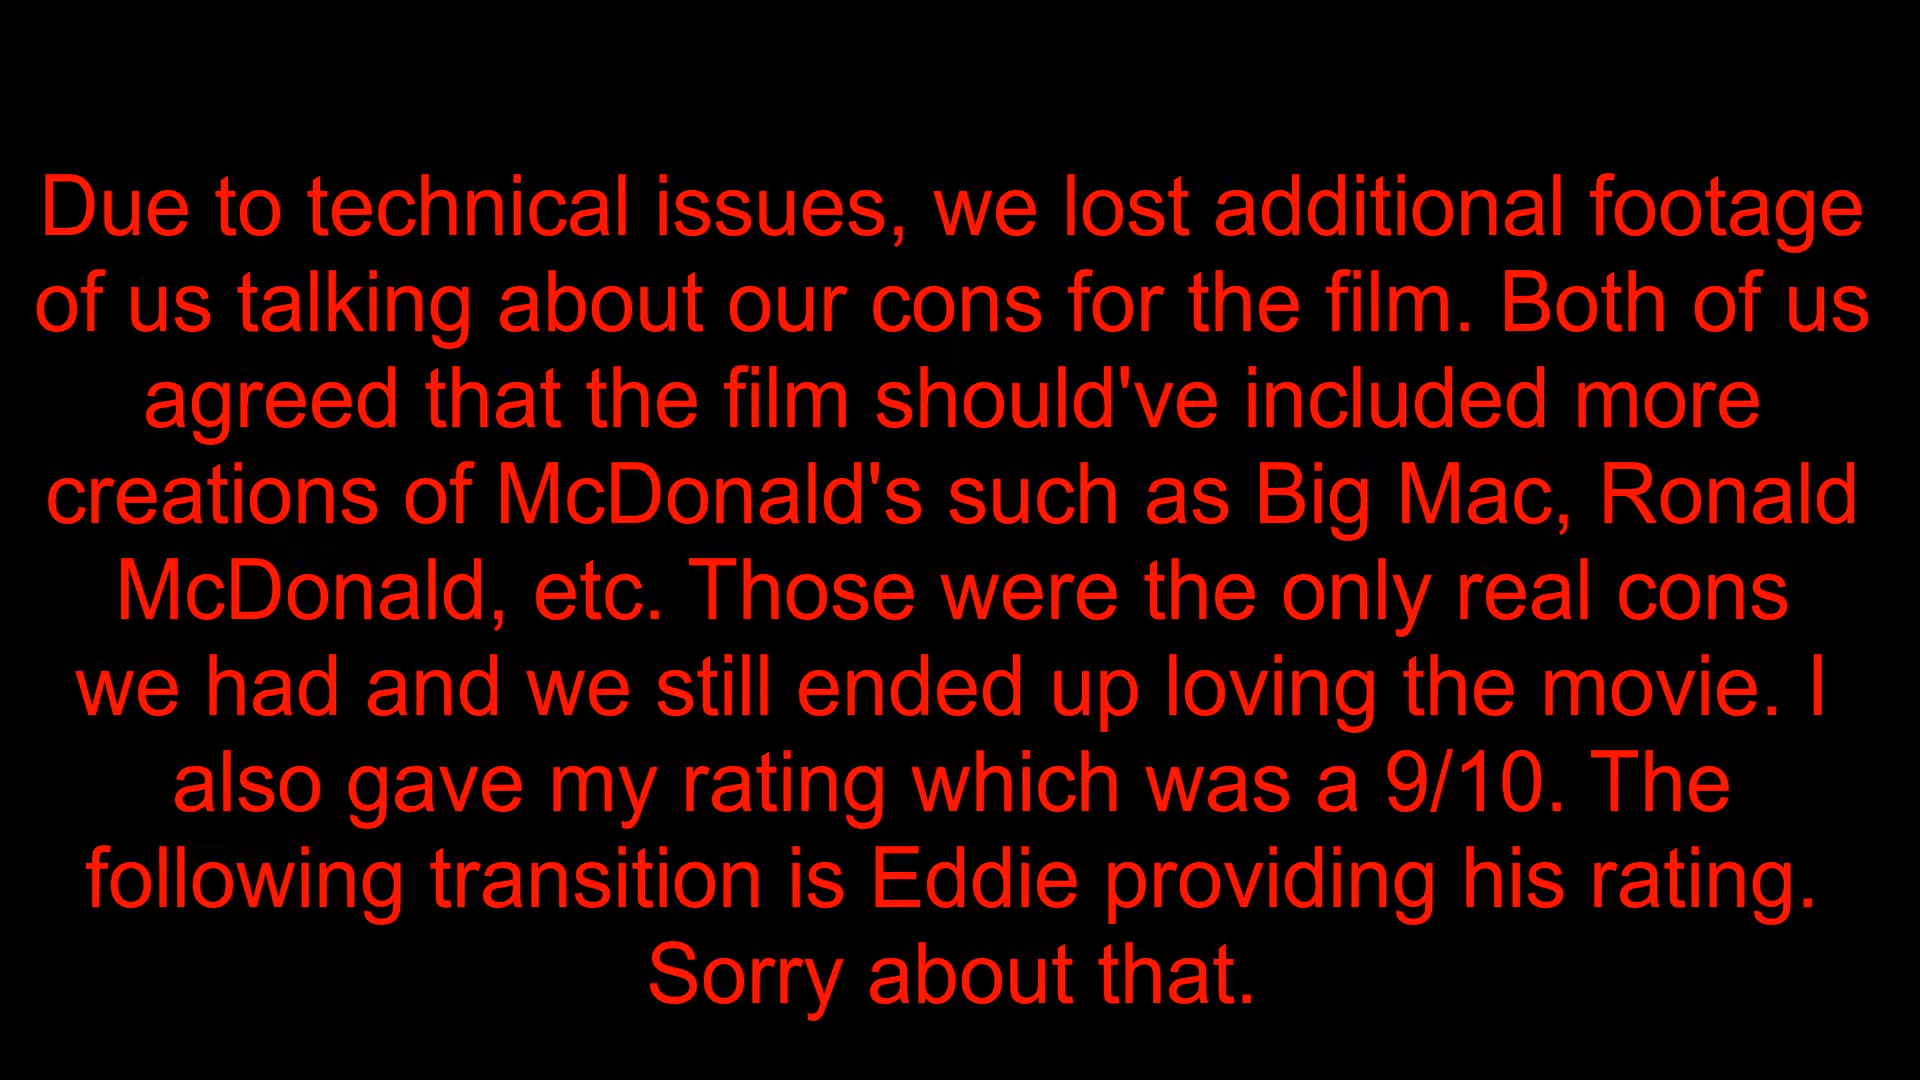 Due to technical issues, we lost additional footage
of us talking about our cons for the film. Both of us
agreed that the film should've included more
creations of McDonald's such as Big Mac, Ronald
McDonald, etc. Those were the only real cons
we had and we still ended up loving the movie. I
also gave my rating which was a 9/10. The
following transition is Eddie providing his rating.
Sorry about that.